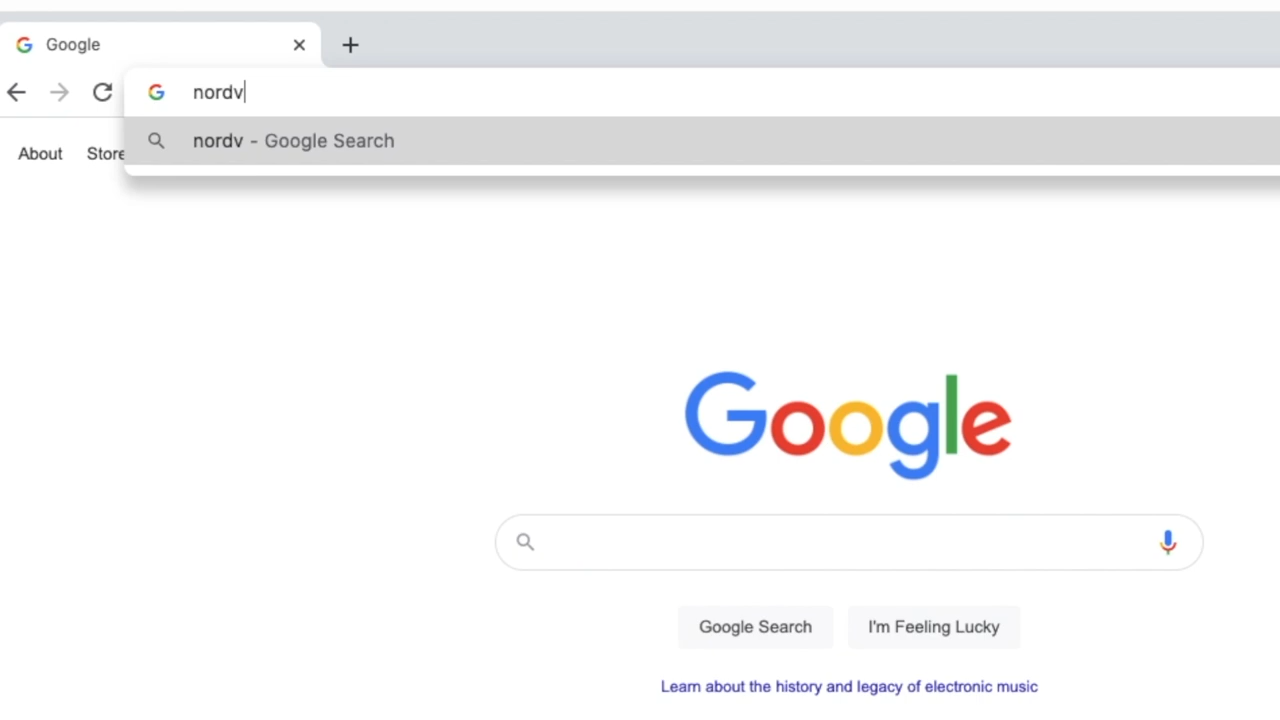 Google
nordv
nordv - Google Search
About Store
Google
Google Search I'm Feeling Lucky
Learn about the history and legacy of electronic music